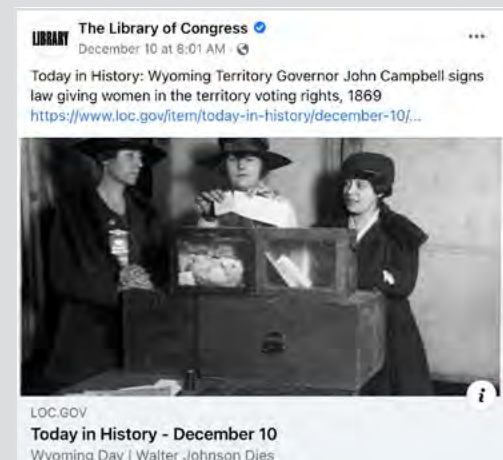 LIBRARY
The Library of Congress
December 10 at 8:01 AM ·
Today in History: Wyoming Territory Governor John Campbell signs
law giving women in the territory voting rights, 1869
https://www.loc.gov/item/today-in-history/december-10/...
i
LOC.GOV
Today in History - December 10
Wyoming Day | Walter Johnson Dies